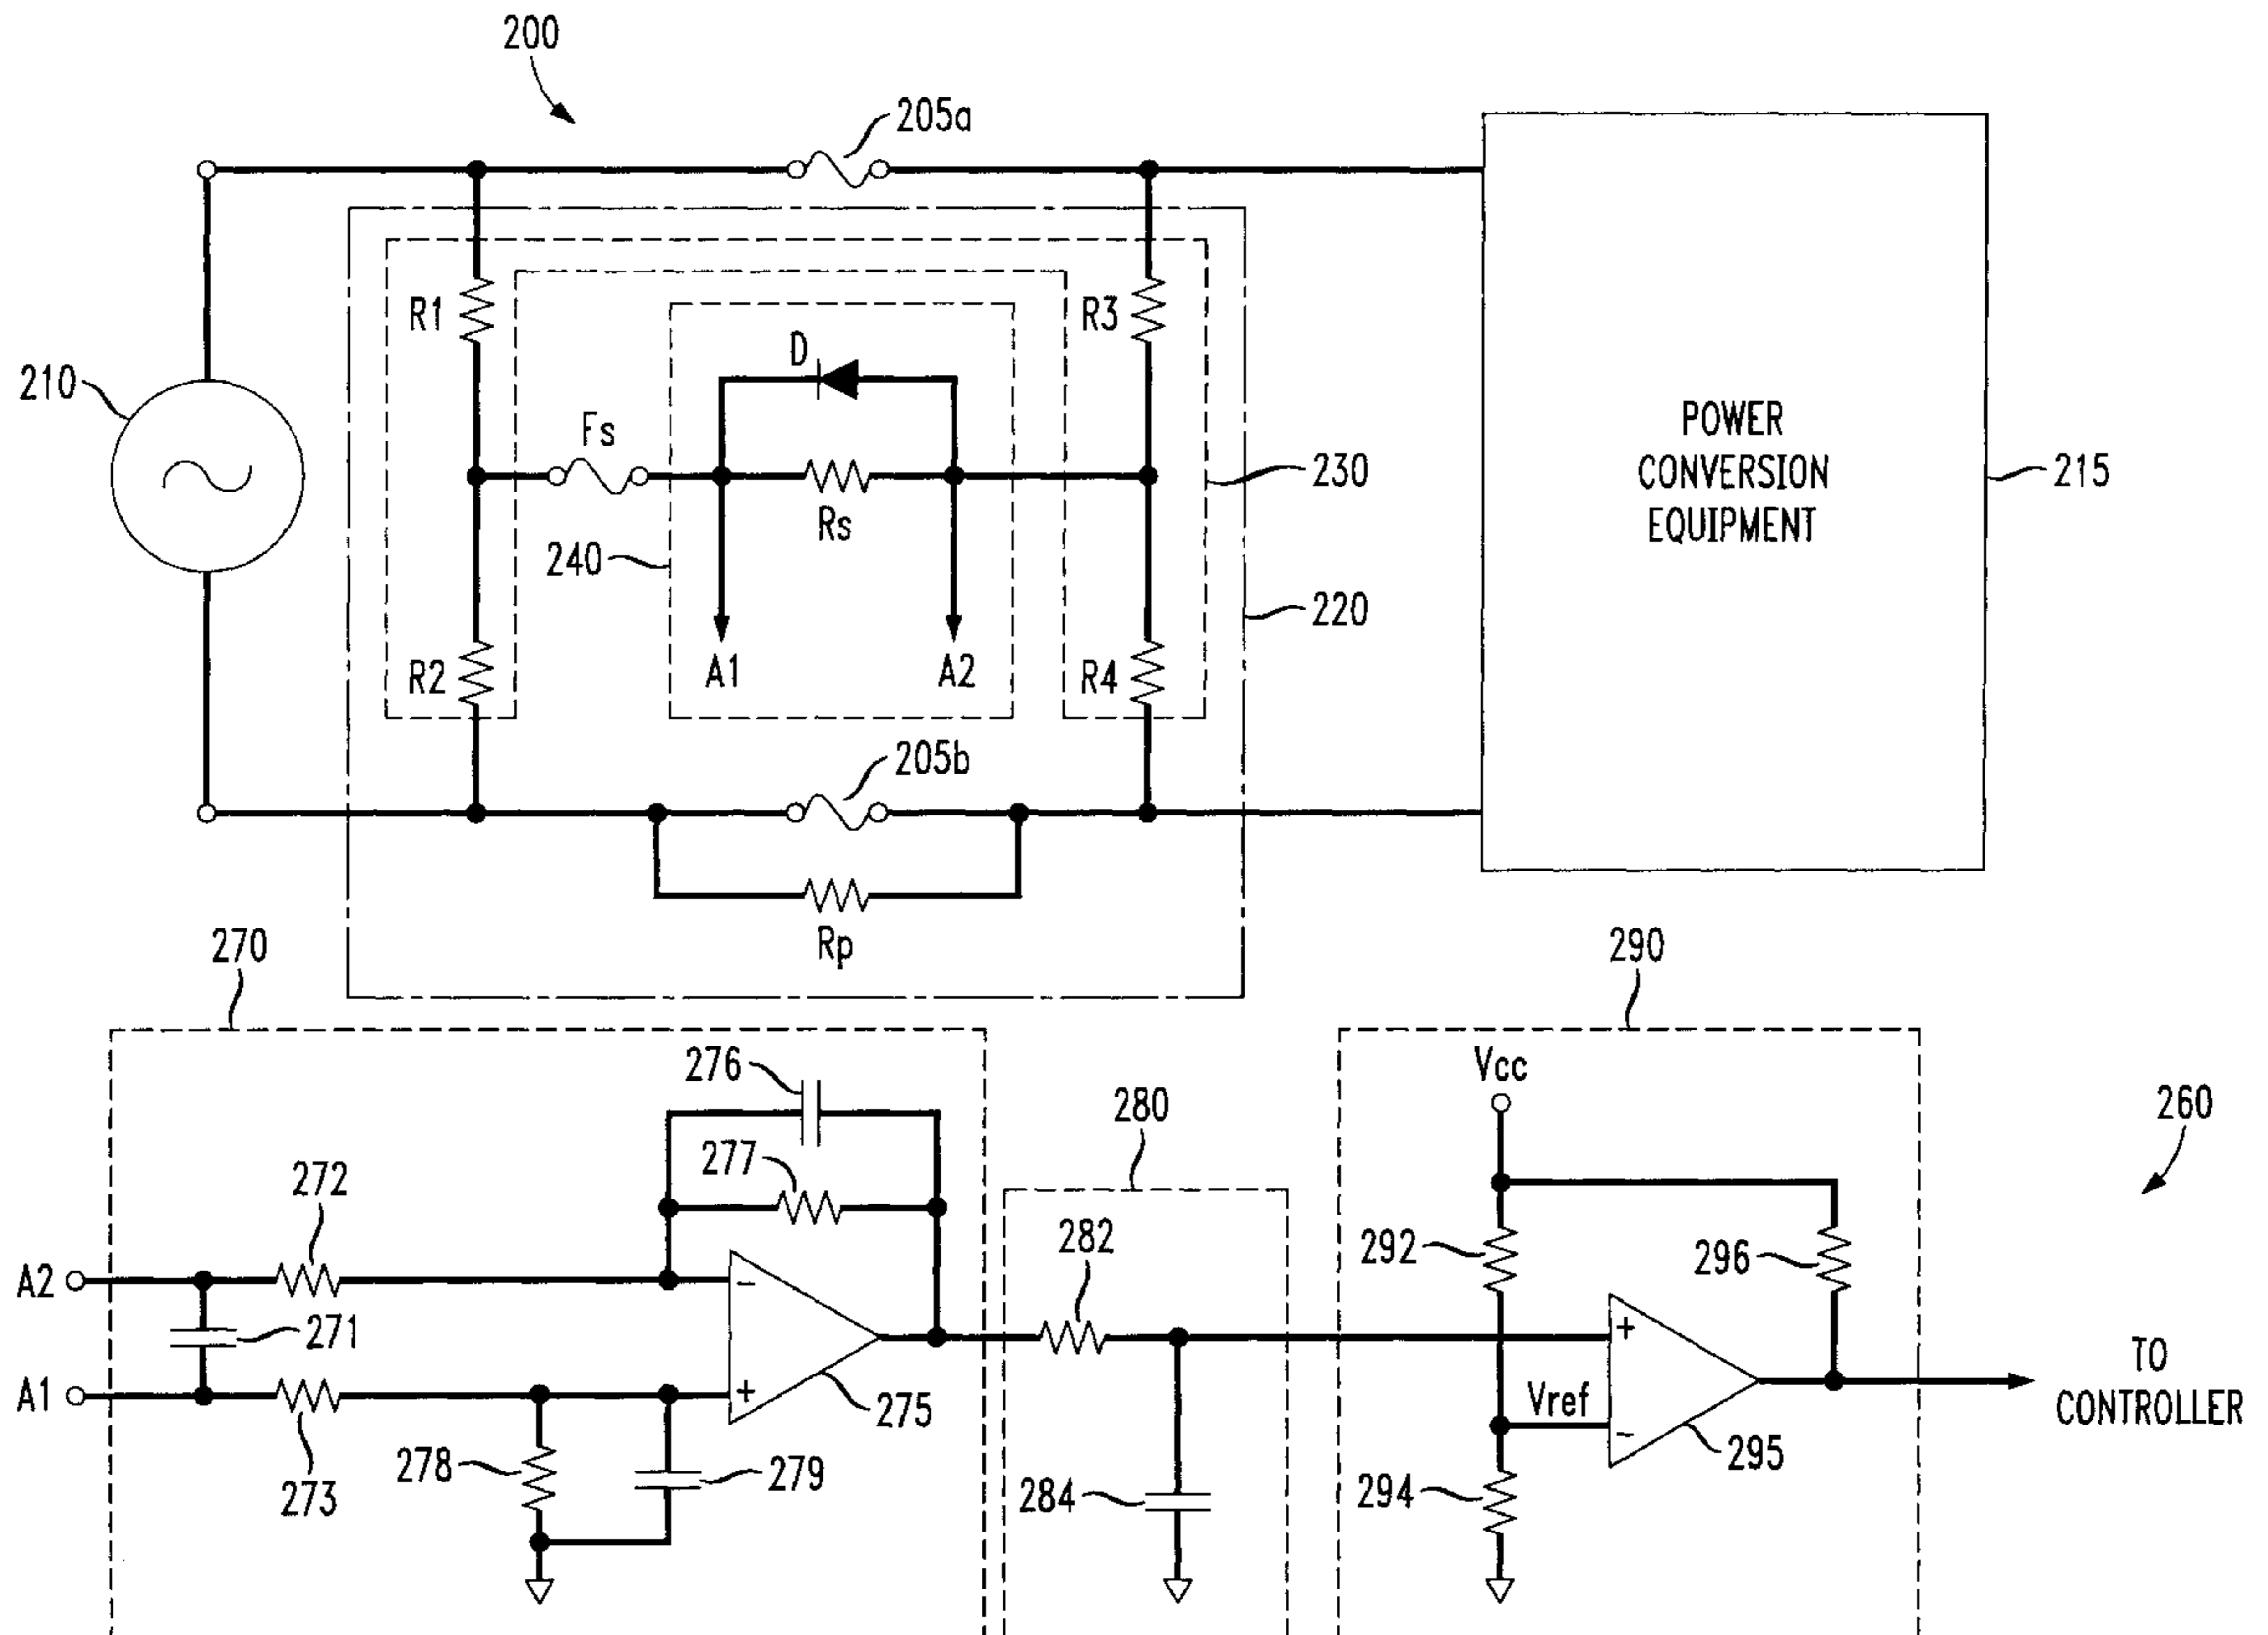 200
205a
210
R1
R3
D
Fs
Rs
240
A1
A2
R2
R4
230
220
POWER
CONVERSION
EQUIPMENT
215
205b
Rp
270
276
277
272
A2
271
A1
273
278
279
275
-
+
280
282
284
290
Vcc
292
296
+
Vref
-
294
295
260
TO
CONTROLLER